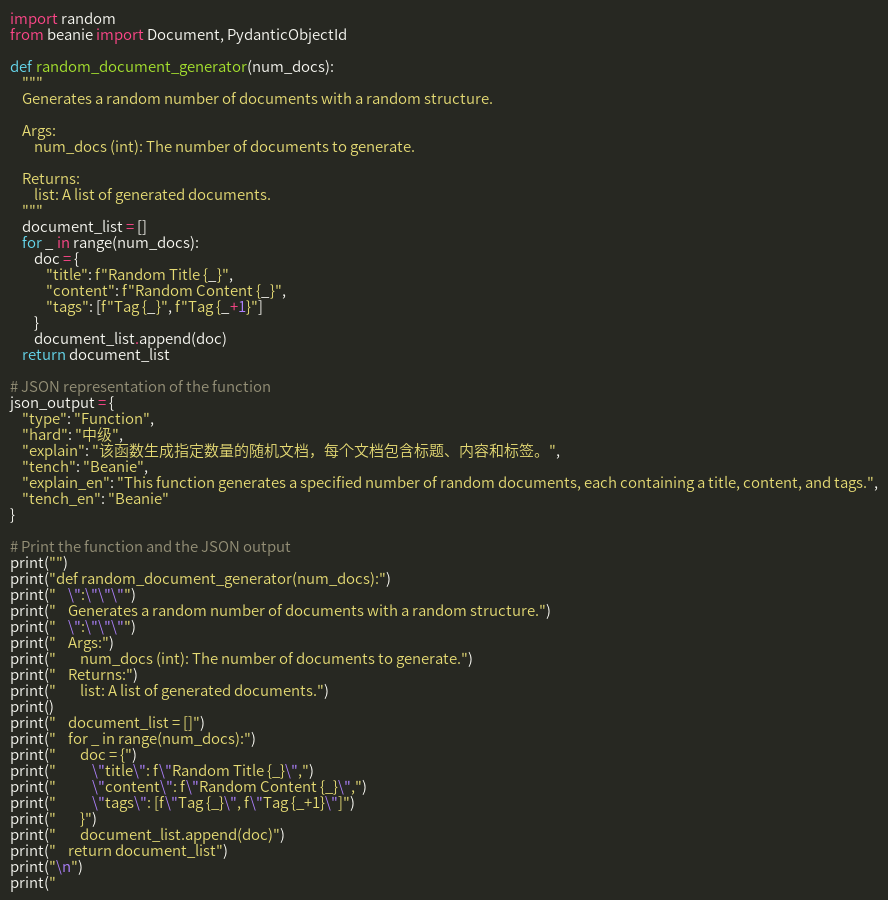 import random
from beanie import Document, PydanticObjectId

def random_document_generator(num_docs):
    """
    Generates a random number of documents with a random structure.

    Args:
        num_docs (int): The number of documents to generate.

    Returns:
        list: A list of generated documents.
    """
    document_list = []
    for _ in range(num_docs):
        doc = {
            "title": f"Random Title {_}",
            "content": f"Random Content {_}",
            "tags": [f"Tag {_}", f"Tag {_+1}"]
        }
        document_list.append(doc)
    return document_list

# JSON representation of the function
json_output = {
    "type": "Function",
    "hard": "中级",
    "explain": "该函数生成指定数量的随机文档，每个文档包含标题、内容和标签。",
    "tench": "Beanie",
    "explain_en": "This function generates a specified number of random documents, each containing a title, content, and tags.",
    "tench_en": "Beanie"
}

# Print the function and the JSON output
print("")
print("def random_document_generator(num_docs):")
print("    \":\"\"\"")
print("    Generates a random number of documents with a random structure.")
print("    \":\"\"\"")
print("    Args:")
print("        num_docs (int): The number of documents to generate.")
print("    Returns:")
print("        list: A list of generated documents.")
print()
print("    document_list = []")
print("    for _ in range(num_docs):")
print("        doc = {")
print("            \"title\": f\"Random Title {_}\",")
print("            \"content\": f\"Random Content {_}\",")
print("            \"tags\": [f\"Tag {_}\", f\"Tag {_+1}\"]")
print("        }")
print("        document_list.append(doc)")
print("    return document_list")
print("\n")
print("